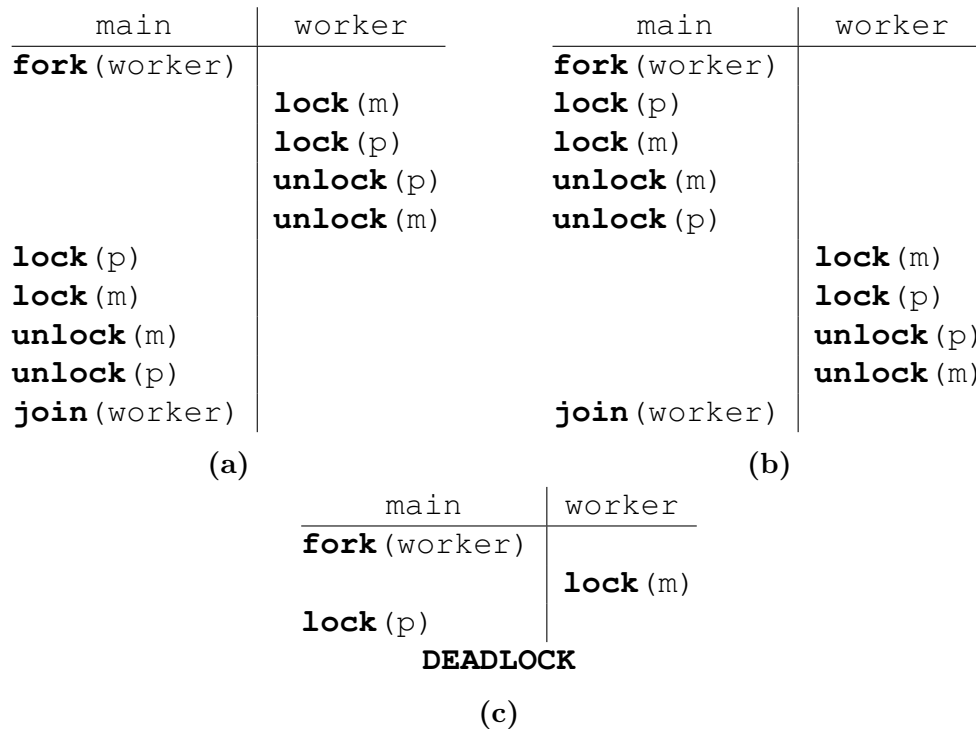 main worker
fork(worker)
lock(m)
lock(p)
unlock(p)
unlock(m)
lock(p)
lock(m)
unlock(m)
unlock(p)
join(worker)
(a)
main worker
fork(worker)
lock(p)
lock(m)
unlock(m)
unlock(p)
lock(m)
lock(p)
unlock(p)
unlock(m)
join(worker)
(b)
main worker
fork(worker)
lock(m)
lock(p)
DEADLOCK
(c)